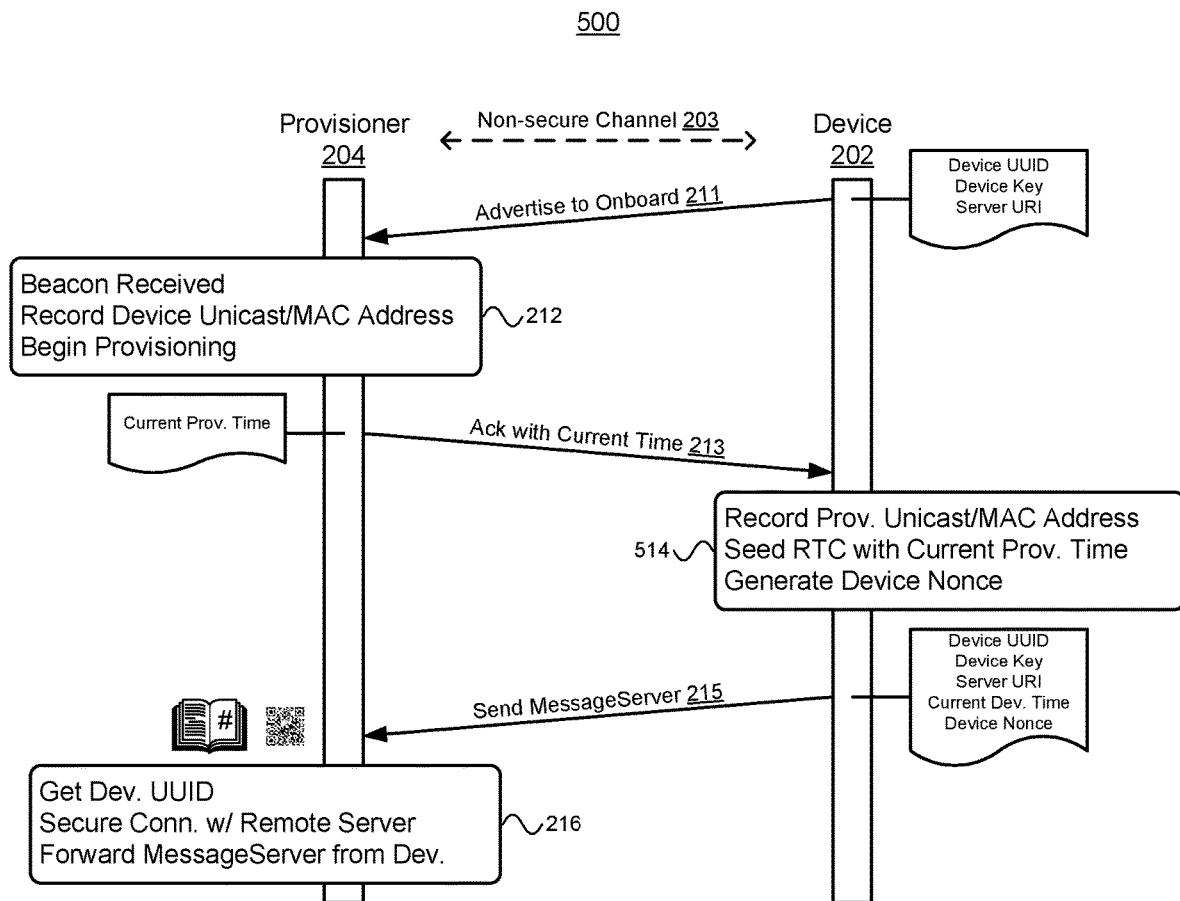 500
Provisioner
204
Non-secure Channel 203
Device
202
Device UUID
Device Key
Server URI
Advertise to Onboard 211
Beacon Received
Record Device Unicast/MAC Address
Begin Provisioning
212
Current Prov. Time
Ack with Current Time 213
Record Prov. Unicast/MAC Address
Seed RTC with Current Prov. Time
Generate Device Nonce
514
Device UUID
Device Key
Server URI
Current Dev. Time
Device Nonce
Send MessageServer 215
#
Get Dev. UUID
Secure Conn. w/ Remote Server
Forward MessageServer from Dev.
216